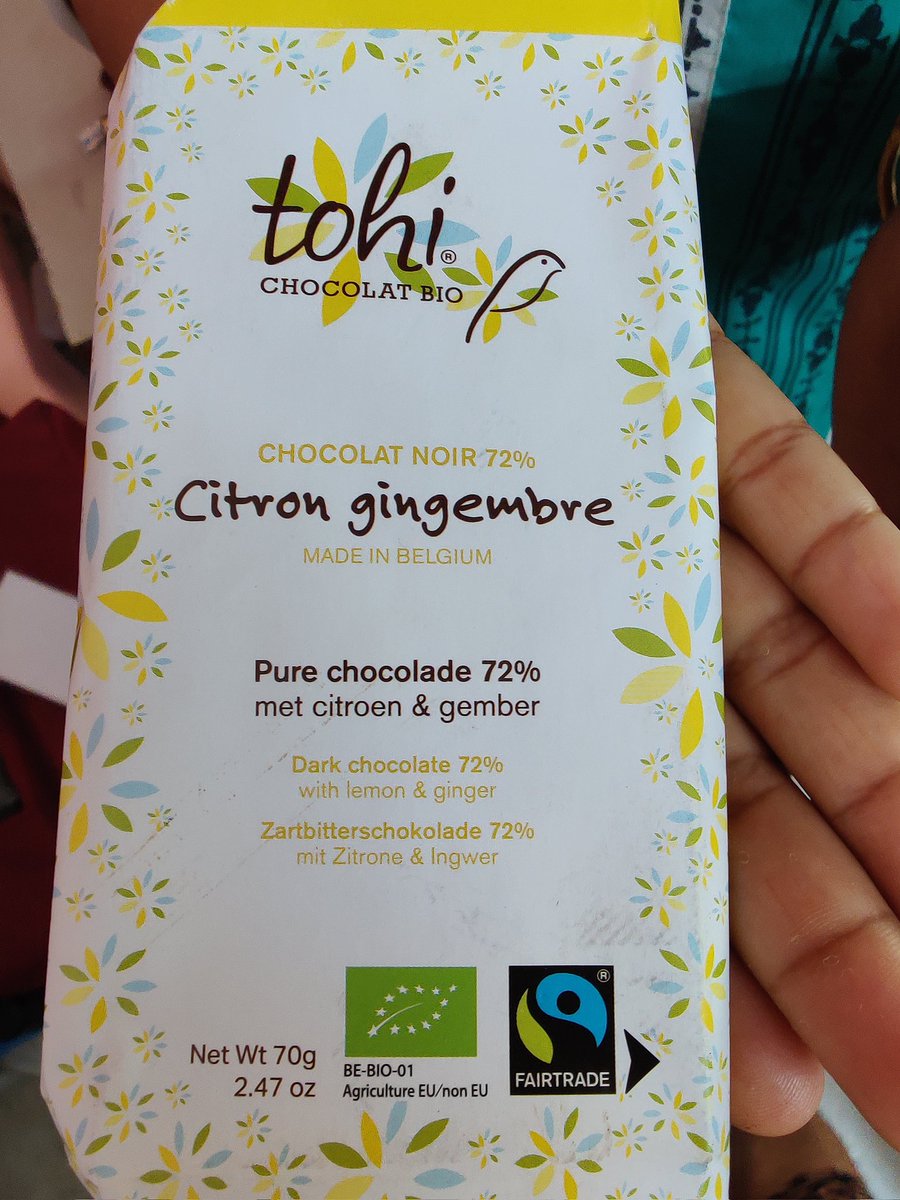 tohi®
CHOCOLAT BIO
CHOCOLAT NOIR 72%
Citron gingembre
MADE IN BELGIUM
Pure chocolade 72%
met citroen & gember
Dark chocolate 72%
with lemon & ginger
Zartbitterschokolade 72%
mit Zitrone & Ingwer
Net Wt 70g
2.47 oz
BE-BIO-01
Agriculture EU/non EU
®
FAIRTRADE